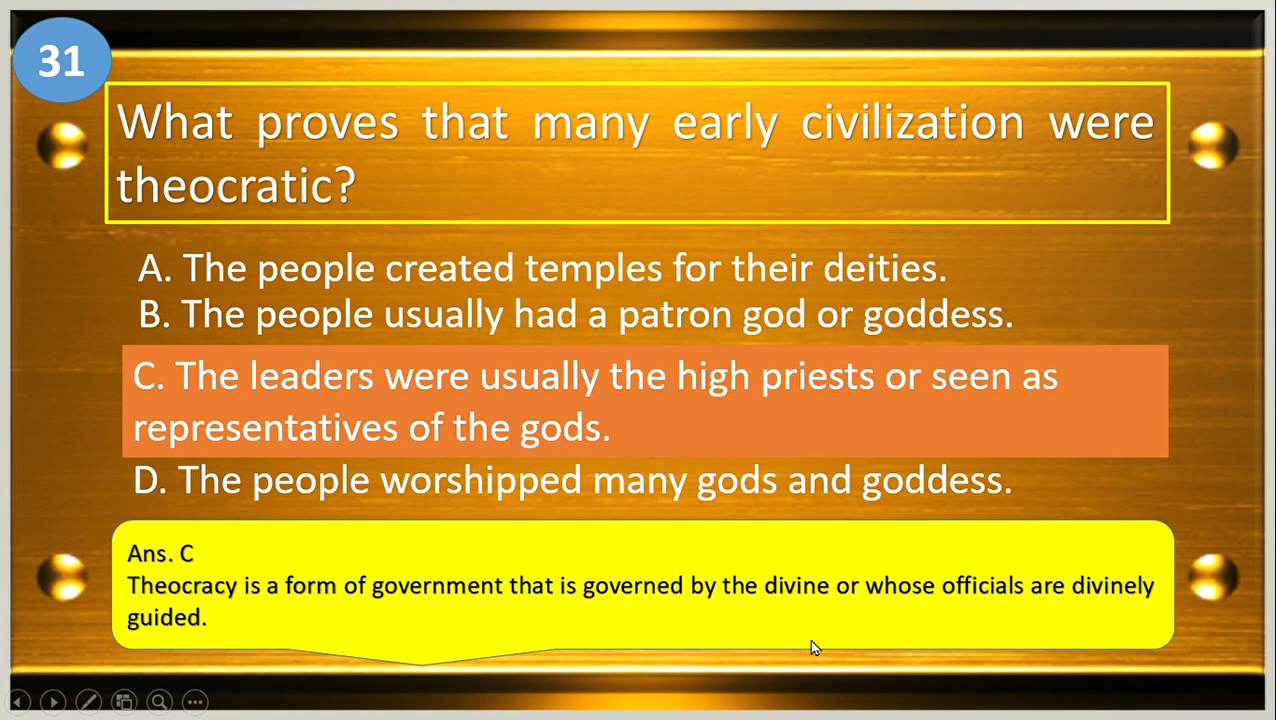 31
What proves that many early civilization were
theocratic?
A. The people created temples for their deities.
B. The people usually had a patron god or goddess.
C. The leaders were usually the high priests or seen as
representatives of the gods.
D. The people worshipped many gods and goddess.
Ans. C
Theocracy is a form of government that is governed by the divine or whose officials are divinely
guided.